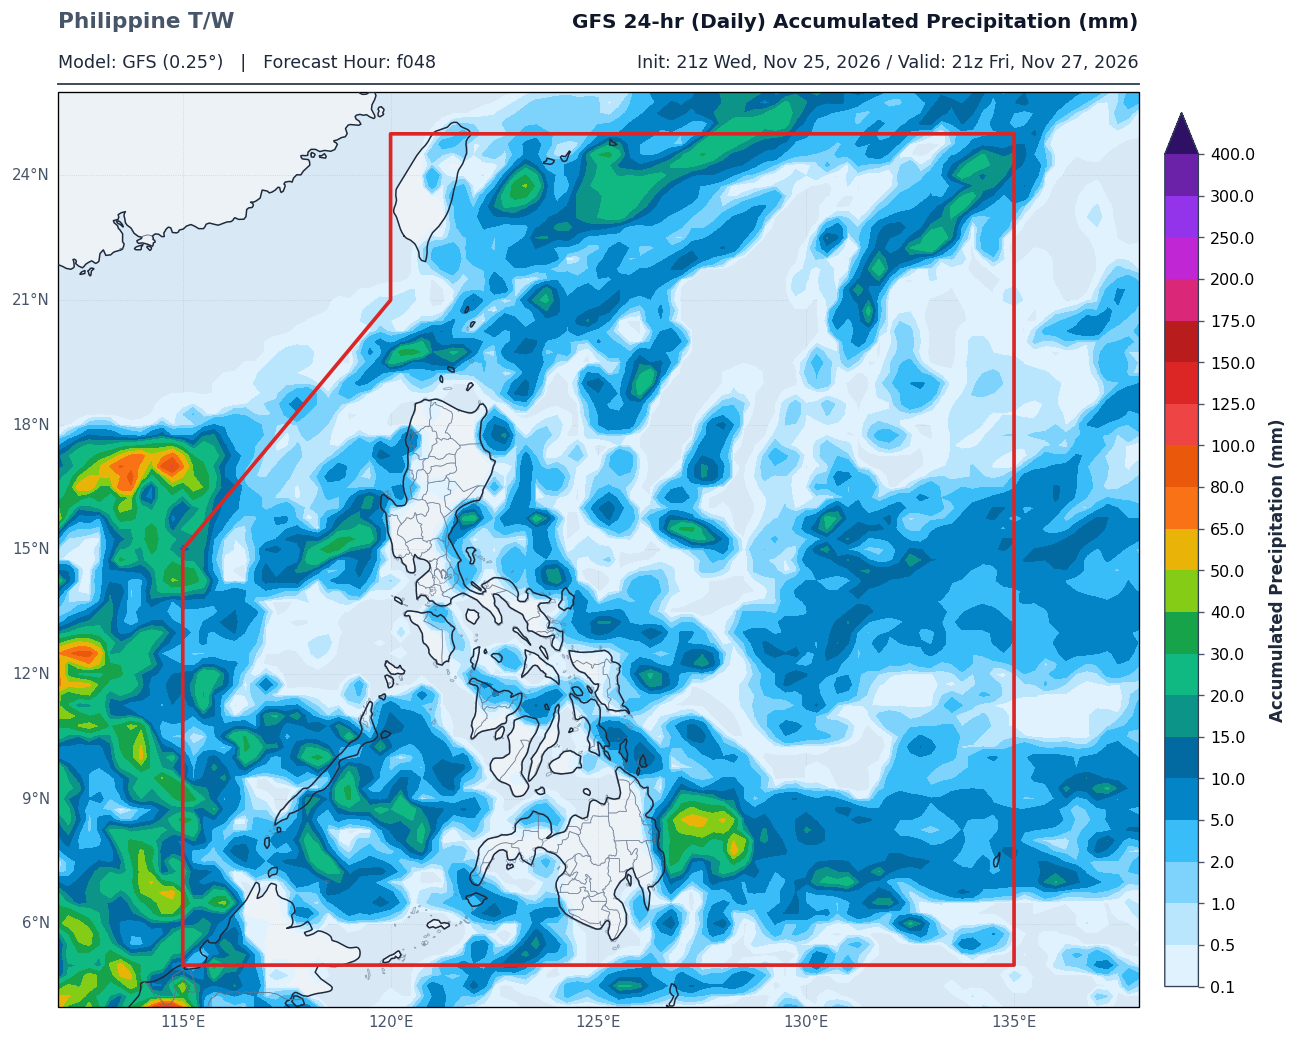 Philippine T/W
GFS 24-hr (Daily) Accumulated Precipitation (mm)
Model: GFS (0.25°)   |   Forecast Hour: f048
Init: 21z Wed, Nov 25, 2026 / Valid: 21z Fri, Nov 27, 2026
24°N
21°N
18°N
15°N
12°N
9°N
6°N
115°E
120°E
125°E
130°E
135°E
400.0
300.0
250.0
200.0
175.0
150.0
125.0
100.0
80.0
65.0
50.0
40.0
30.0
20.0
15.0
10.0
5.0
2.0
1.0
0.5
0.1
Accumulated Precipitation (mm)